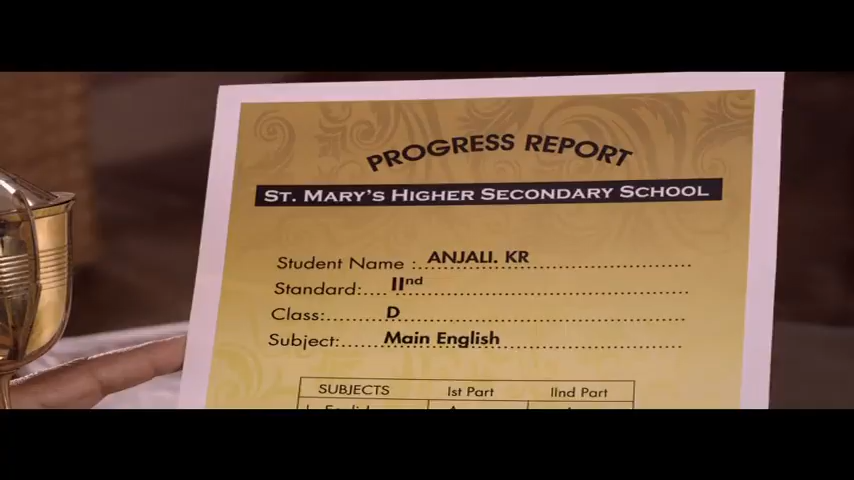 PROGRESS REPORT
ST. MARY'S HIGHER SECONDARY SCHOOL
Student Name : ANJALI. KR
Standard: IInd
Class: D
Subject: Main English
SUBJECTS Ist Part IInd Part